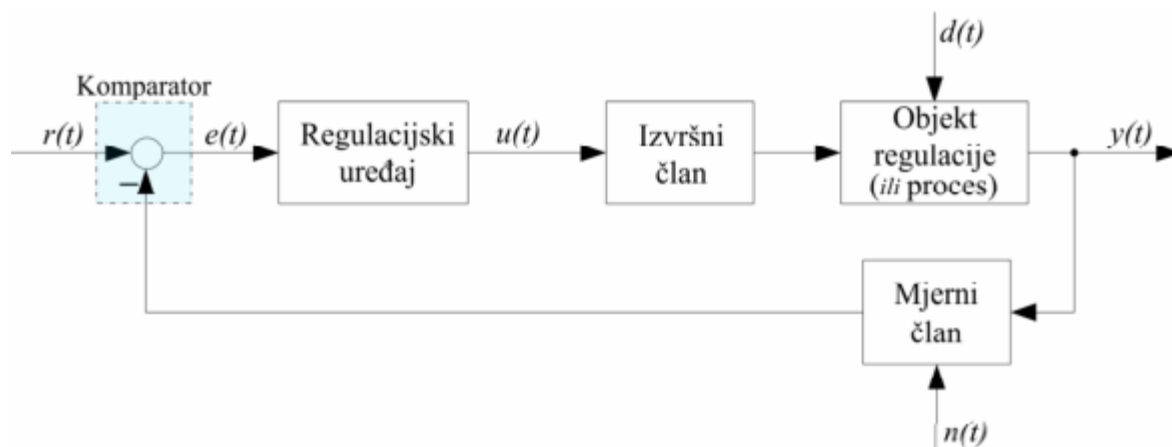 d(t)
Komparator
r(t)
e(t)
Regulacijski
uređaj
u(t)
Izvršni
član
Objekt
regulacije
(ili proces)
y(t)
−
Mjerni
član
n(t)